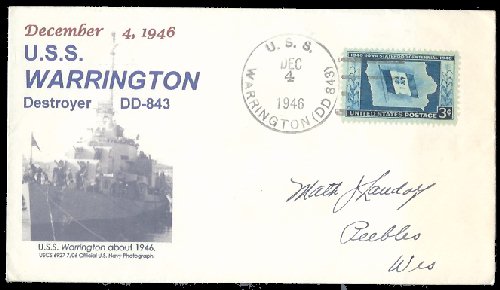 December 4, 1946
U.S.S.
WARRINGTON
Destroyer DD-843
U.S.S. Warrington about 1946.
Official U.S. Navy Photograph.
U. S. S.
DEC
4
1946
WARRINGTON (DD 843)
UNITED STATES POSTAGE
3¢
Math J.
Peebles
Wis